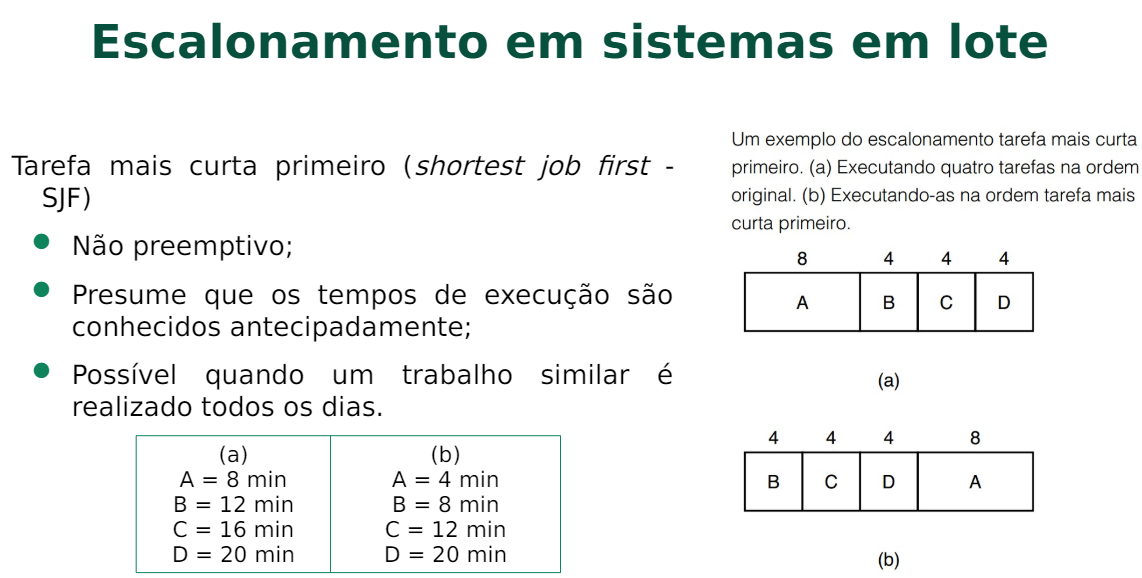 Escalonamento em sistemas em lote
Tarefa mais curta primeiro (shortest job first -
SJF)
Não preemptivo;
Presume que os tempos de execução são
conhecidos antecipadamente;
Possível quando um trabalho similar é
realizado todos os dias.
(a)
A = 8 min
B = 12 min
C = 16 min
D = 20 min
(b)
A = 4 min
B = 8 min
C = 12 min
D = 20 min
Um exemplo do escalonamento tarefa mais curta
primeiro. (a) Executando quatro tarefas na ordem
original. (b) Executando-as na ordem tarefa mais
curta primeiro.
8 4 4 4
A B C D
(a)
4 4 4 8
B C D A
(b)